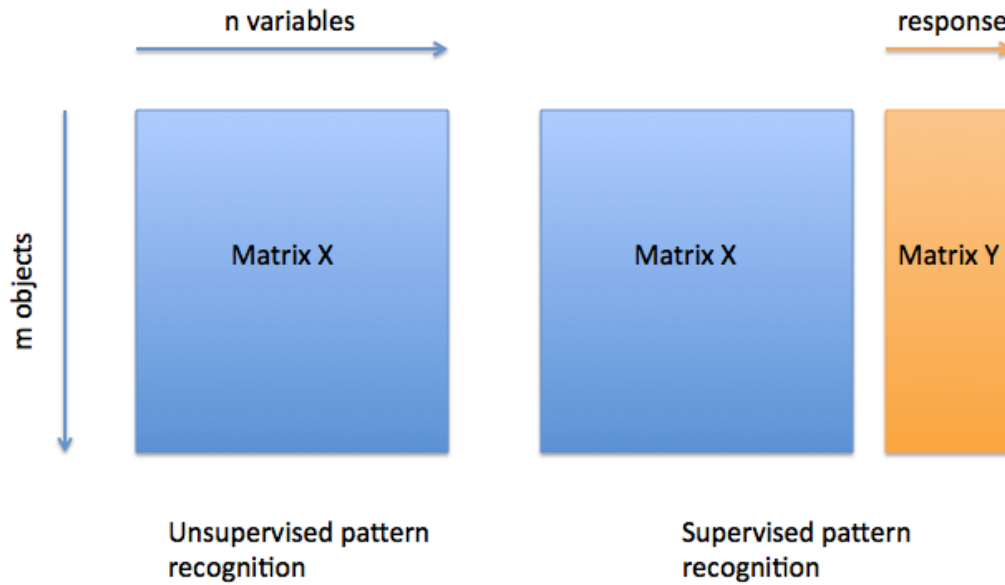 n variables
response
m objects
Matrix X
Matrix X
Matrix Y
Unsupervised pattern
recognition
Supervised pattern
recognition